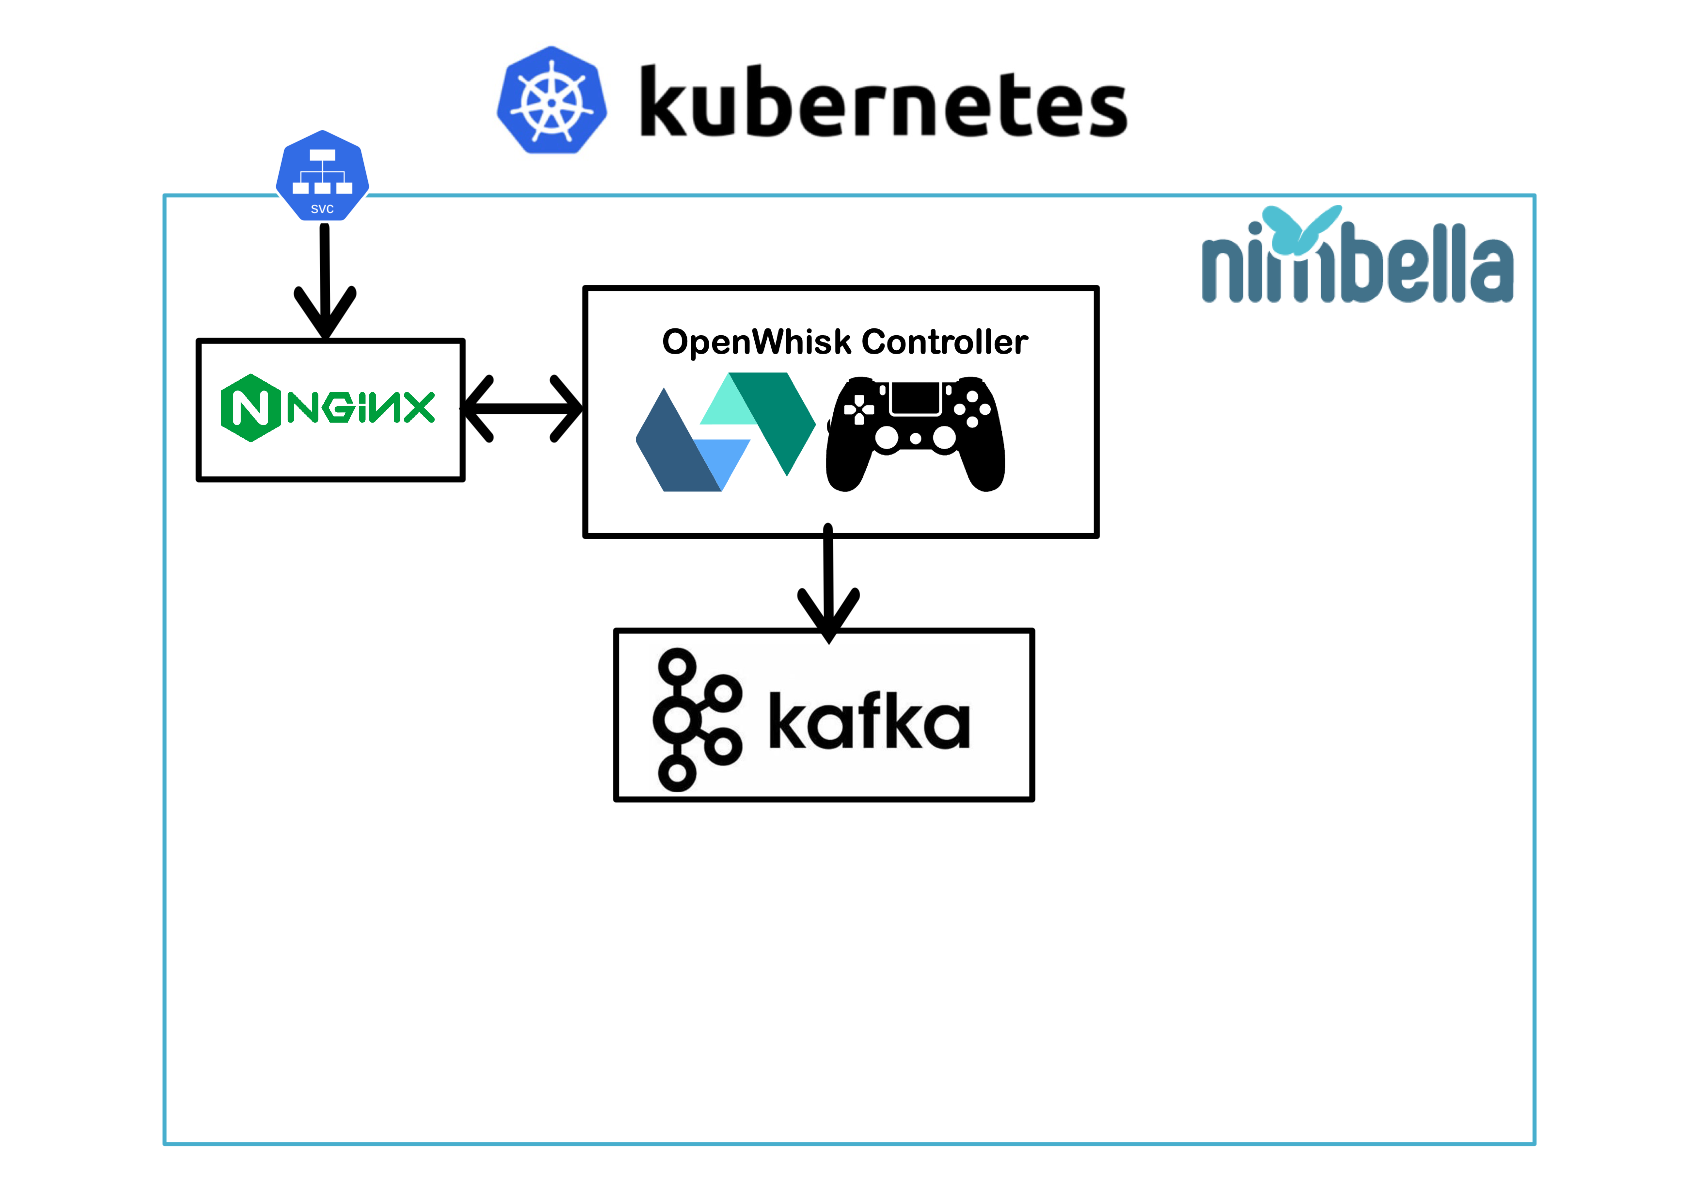 kubernetes
svc
nimbella
OpenWhisk Controller
NGINX
kafka